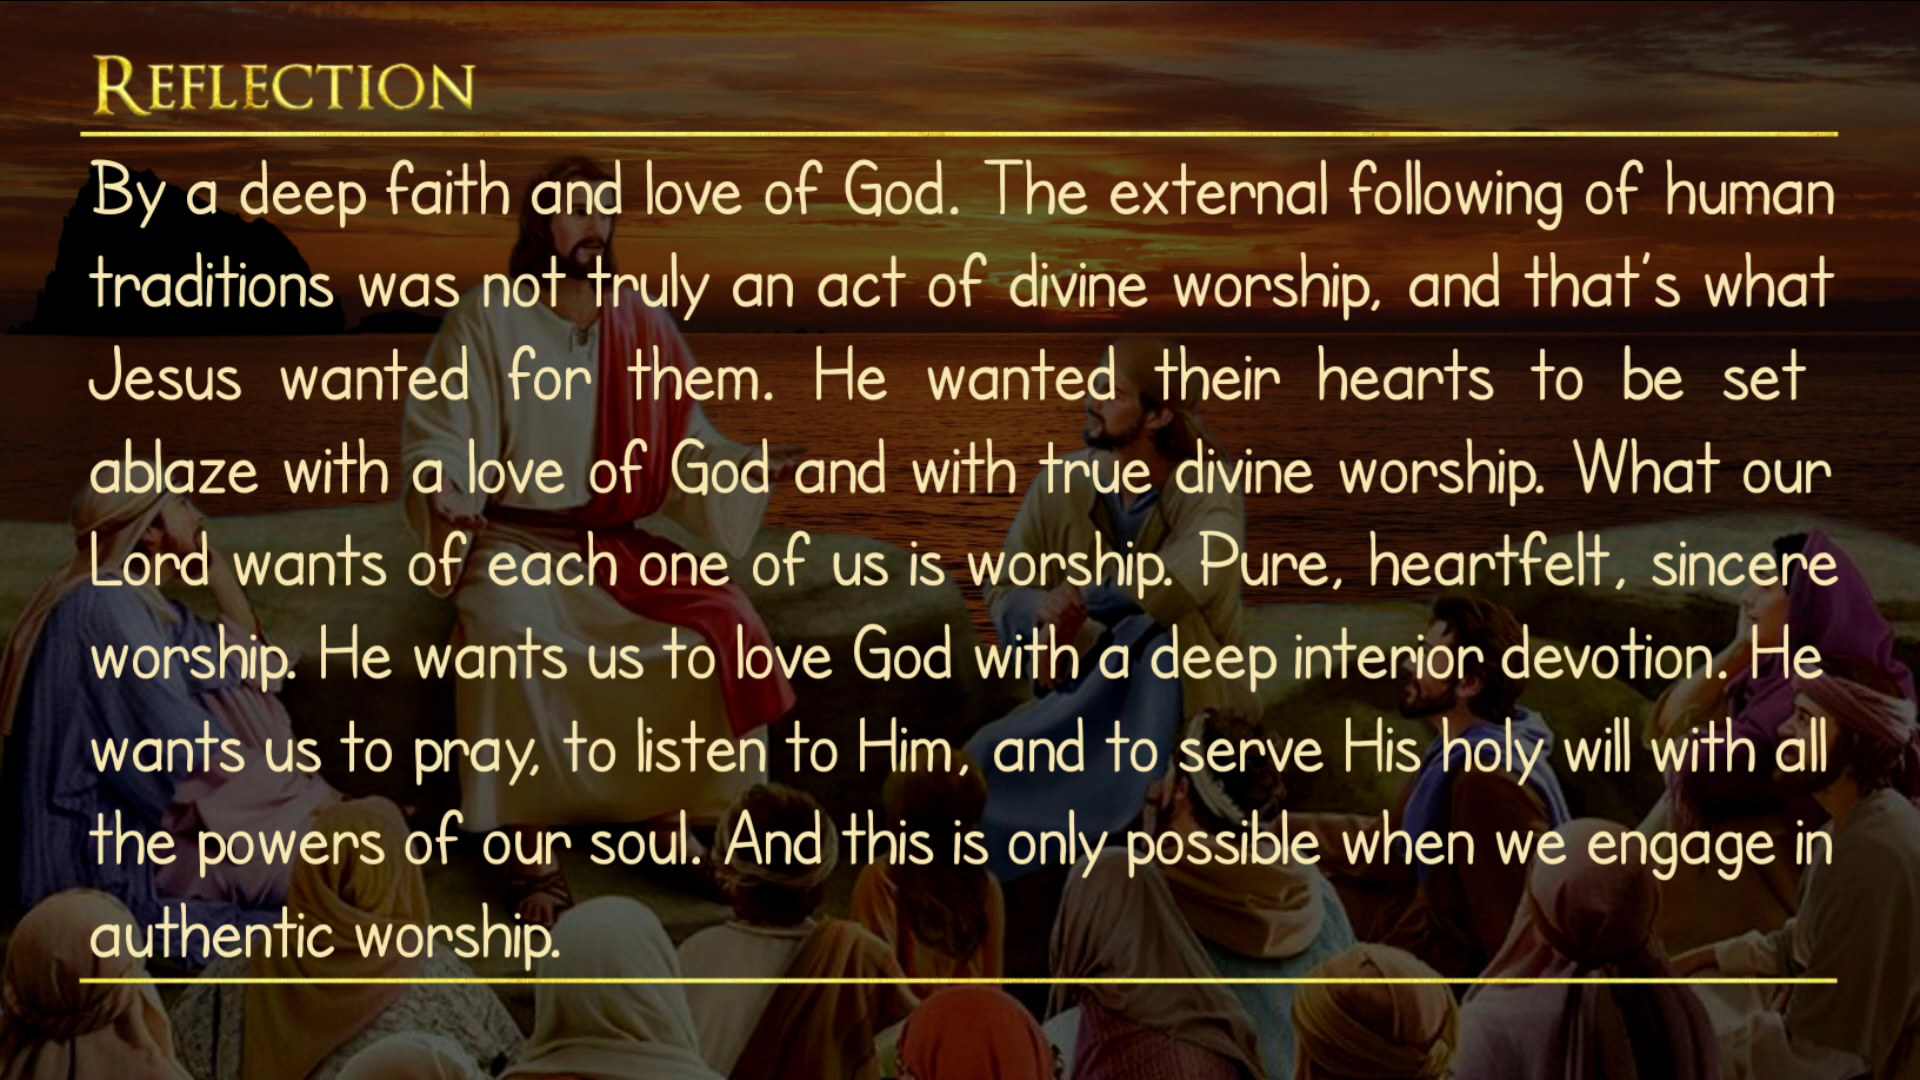 REFLECTION
By a deep faith and love of God. The external following of human
traditions was not truly an act of divine worship, and that's what
Jesus wanted for them. He wanted their hearts to be set
ablaze with a love of God and with true divine worship. What our
Lord wants of each one of us is worship. Pure, heartfelt, sincere
worship. He wants us to love God with a deep interior devotion. He
wants us to pray, to listen to Him, and to serve His holy will with all
the powers of our soul. And this is only possible when we engage in
authentic worship.